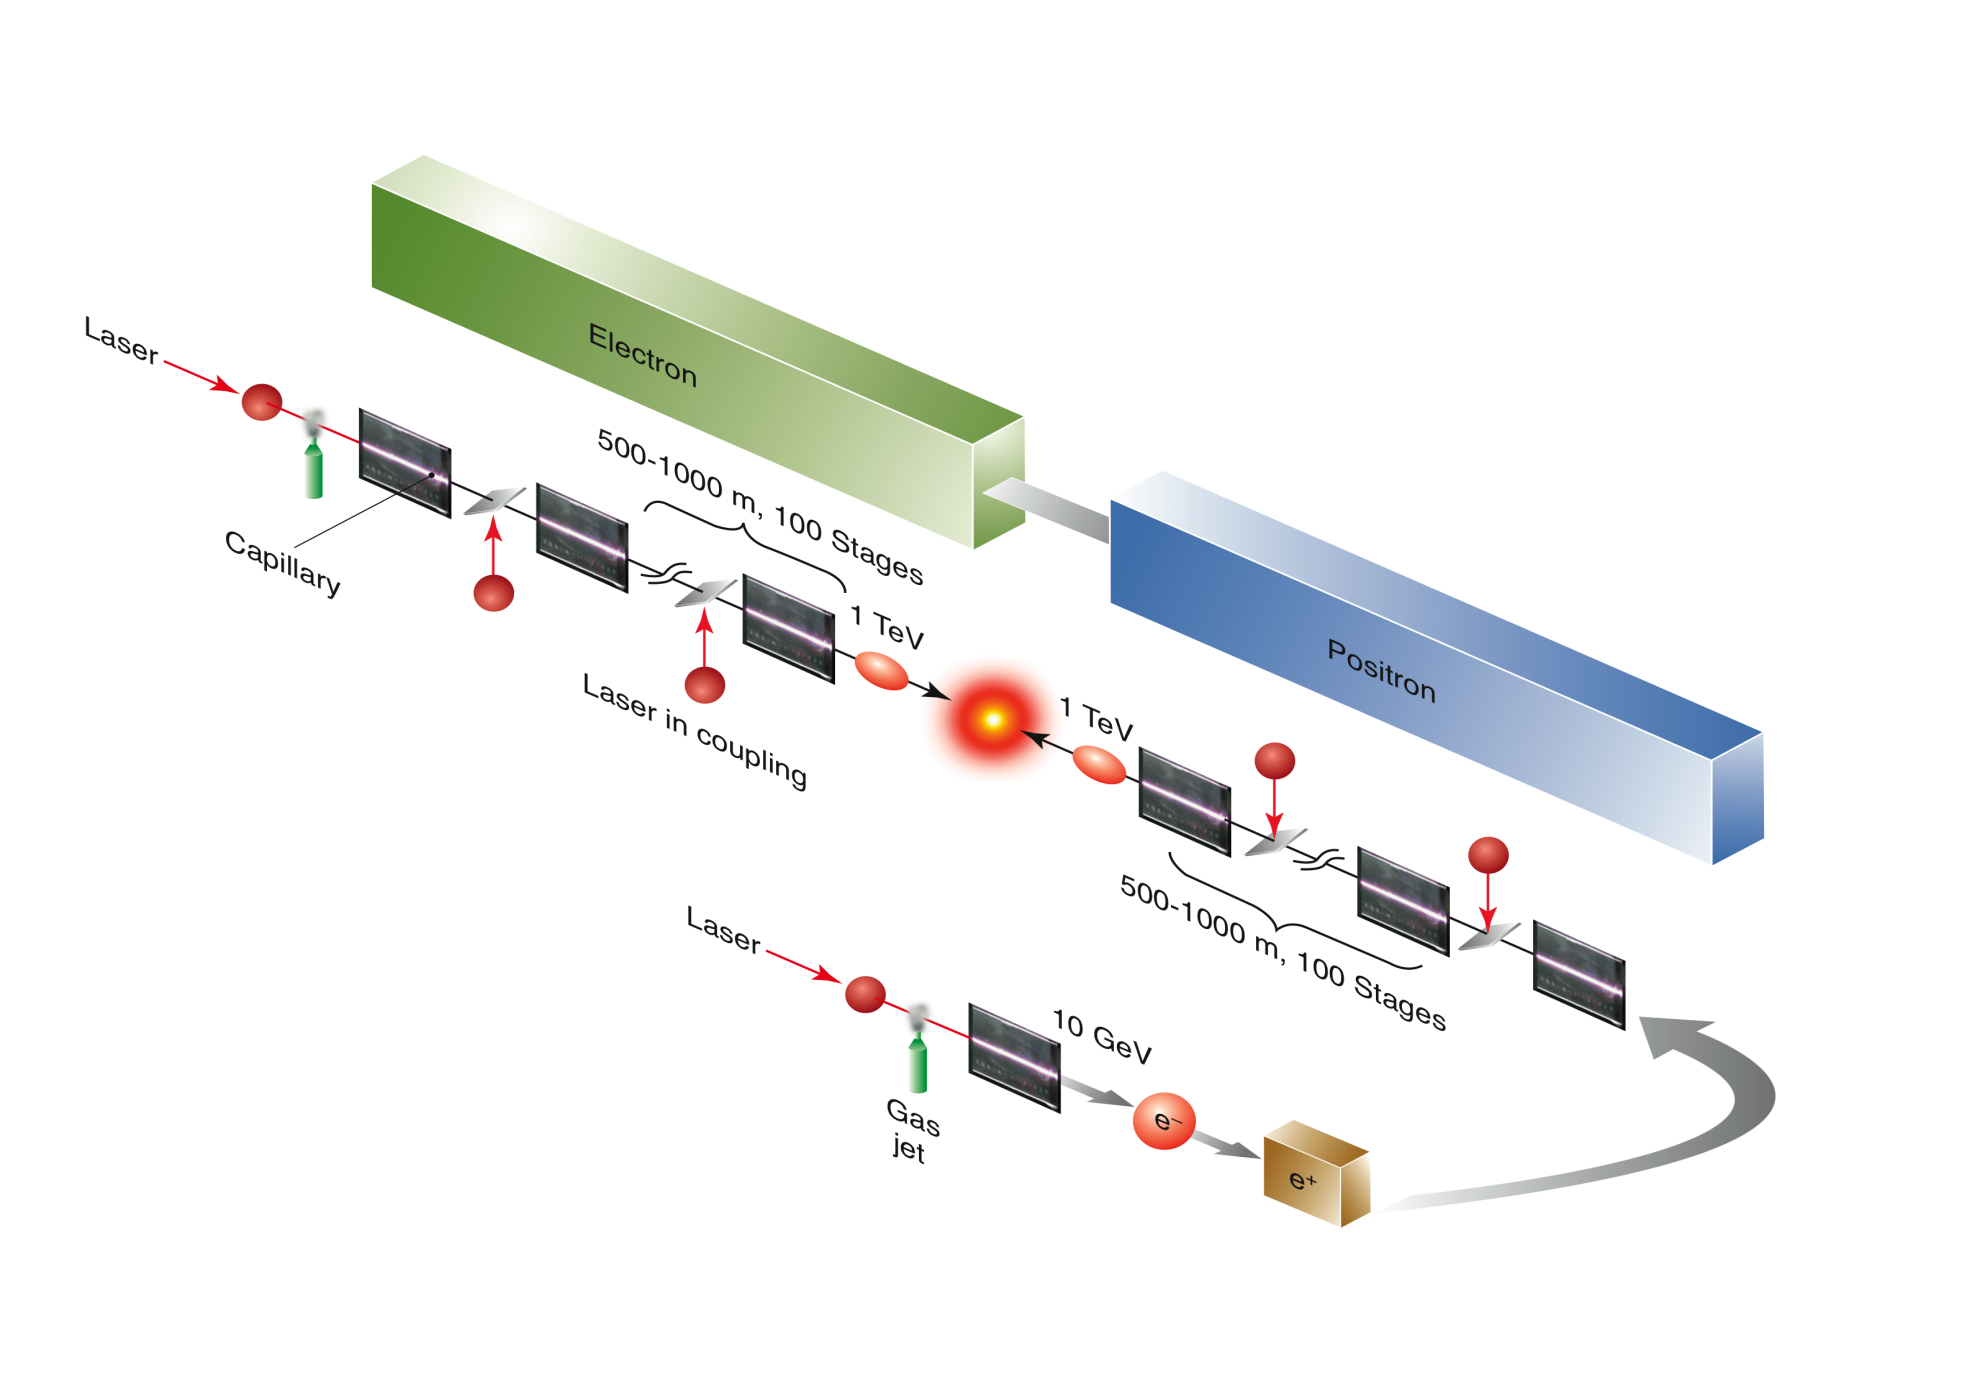 Electron
Laser
500-1000 m, 100 Stages
Capillary
1 TeV
Laser in coupling
Positron
1 TeV
500-1000 m, 100 Stages
Laser
10 GeV
Gas
jet
e–
e+